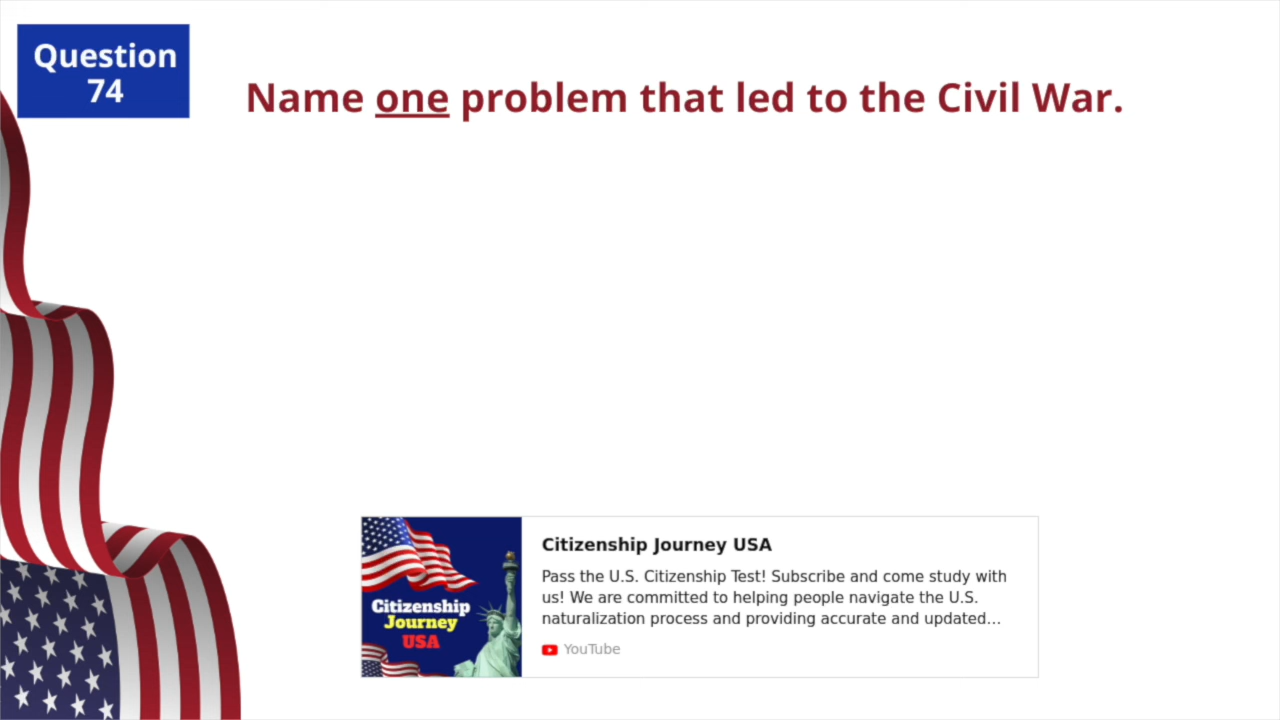 Question
74
Name one problem that led to the Civil War.
Citizenship Journey USA
Pass the U.S. Citizenship Test! Subscribe and come study with
us! We are committed to helping people navigate the U.S.
naturalization process and providing accurate and updated...
YouTube
Citizenship
Journey
USA